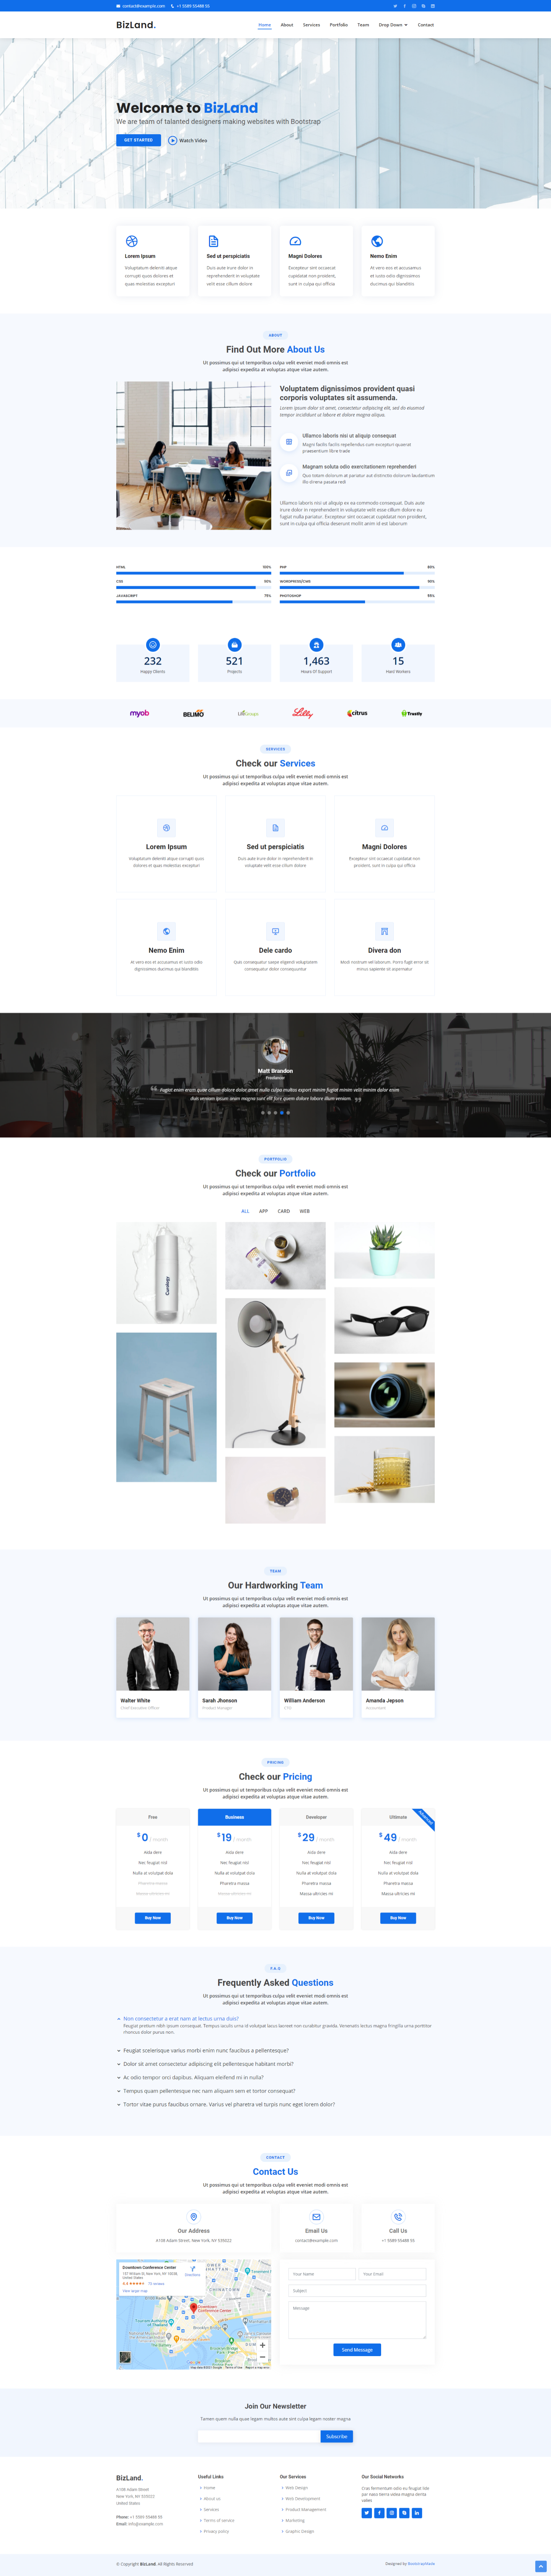 contact@example.com +1 5589 55488 55
BizLand.
Home About Services Portfolio Team Drop Down Contact
Welcome to BizLand
We are team of talanted designers making websites with Bootstrap
GET STARTED Watch Video
Lorem Ipsum
Voluptatum deleniti atque
corrupti quos dolores et
quas molestias excepturi
Sed ut perspiciatis
Duis aute irure dolor in
reprehenderit in voluptate
velit esse cillum dolore
Magni Dolores
Excepteur sint occaecat
cupidatat non proident,
sunt in culpa qui officia
Nemo Enim
At vero eos et accusamus
et iusto odio dignissimos
ducimus qui blanditiis
ABOUT
Find Out More About Us
Ut possimus qui ut temporibus culpa velit eveniet modi omnis est
adipisci expedita at voluptas atque vitae autem.
Voluptatem dignissimos provident quasi
corporis voluptates sit assumenda.
Lorem ipsum dolor sit amet, consectetur adipiscing elit, sed do eiusmod
tempor incididunt ut labore et dolore magna aliqua.
Ullamco laboris nisi ut aliquip consequat
Magni facilis facilis repellendus cum excepturi quaerat
praesentium libre trade
Magnam soluta odio exercitationem reprehenderi
Quo totam dolorum at pariatur aut distinctio dolorum laudantium
illo direna pasata redi
Ullamco laboris nisi ut aliquip ex ea commodo consequat. Duis aute
irure dolor in reprehenderit in voluptate velit esse cillum dolore eu
fugiat nulla pariatur. Excepteur sint occaecat cupidatat non proident,
sunt in culpa qui officia deserunt mollit anim id est laborum
HTML 100%
PHP 80%
CSS 90%
WORDPRESS/CMS 90%
JAVASCRIPT 75%
PHOTOSHOP 55%
232
Happy Clients
521
Projects
1,463
Hours Of Support
15
Hard Workers
myob BELIMO LifeGroups Lilly citrus Trustly
SERVICES
Check our Services
Ut possimus qui ut temporibus culpa velit eveniet modi omnis est
adipisci expedita at voluptas atque vitae autem.
Lorem Ipsum
Voluptatum deleniti atque corrupti quos
dolores et quas molestias excepturi
Sed ut perspiciatis
Duis aute irure dolor in reprehenderit in
voluptate velit esse cillum dolore
Magni Dolores
Excepteur sint occaecat cupidatat non
proident, sunt in culpa qui officia
Nemo Enim
At vero eos et accusamus et iusto odio
dignissimos ducimus qui blanditiis
Dele cardo
Quis consequatur saepe eligendi voluptatem
consequatur dolor consequuntur
Divera don
Modi nostrum vel laborum. Porro fugit error sit
minus sapiente sit aspernatur
Matt Brandon
Freelancer
Fugiat enim eram quae cillum dolore dolor amet nulla culpa multos export minim fugiat minim velit minim dolor enim
duis veniam ipsum anim magna sunt elit fore quem dolore labore illum veniam.
PORTFOLIO
Check our Portfolio
Ut possimus qui ut temporibus culpa velit eveniet modi omnis est
adipisci expedita at voluptas atque vitae autem.
ALL APP CARD WEB
Curology
TEAM
Our Hardworking Team
Ut possimus qui ut temporibus culpa velit eveniet modi omnis est
adipisci expedita at voluptas atque vitae autem.
Walter White
Chief Executive Officer
Sarah Jhonson
Product Manager
William Anderson
CTO
Amanda Jepson
Accountant
PRICING
Check our Pricing
Ut possimus qui ut temporibus culpa velit eveniet modi omnis est
adipisci expedita at voluptas atque vitae autem.
Free
$0 / month
Aida dere
Nec feugiat nisl
Nulla at volutpat dola
Pharetra massa
Massa ultricies mi
Buy Now
Business
$19 / month
Aida dere
Nec feugiat nisl
Nulla at volutpat dola
Pharetra massa
Massa ultricies mi
Buy Now
Developer
$29 / month
Aida dere
Nec feugiat nisl
Nulla at volutpat dola
Pharetra massa
Massa ultricies mi
Buy Now
Ultimate
$49 / month
Aida dere
Nec feugiat nisl
Nulla at volutpat dola
Pharetra massa
Massa ultricies mi
Buy Now
F.A.Q
Frequently Asked Questions
Ut possimus qui ut temporibus culpa velit eveniet modi omnis est
adipisci expedita at voluptas atque vitae autem.
Non consectetur a erat nam at lectus urna duis?
Feugiat pretium nibh ipsum consequat. Tempus iaculis urna id volutpat lacus laoreet non curabitur gravida. Venenatis lectus magna fringilla urna porttitor
rhoncus dolor purus non.
Feugiat scelerisque varius morbi enim nunc faucibus a pellentesque?
Dolor sit amet consectetur adipiscing elit pellentesque habitant morbi?
Ac odio tempor orci dapibus. Aliquam eleifend mi in nulla?
Tempus quam pellentesque nec nam aliquam sem et tortor consequat?
Tortor vitae purus faucibus ornare. Varius vel pharetra vel turpis nunc eget lorem dolor?
CONTACT
Contact Us
Ut possimus qui ut temporibus culpa velit eveniet modi omnis est
adipisci expedita at voluptas atque vitae autem.
Our Address
A108 Adam Street, New York, NY 535022
Email Us
contact@example.com
Call Us
+1 5589 55488 55
Downtown Conference Center
Directions
View larger map
CHINATOWN
Downtown
Conference Center
Your Name Your Email
Subject
Message
Send Message
Join Our Newsletter
Tamen quem nulla quae legam multos aute sint culpa legam noster magna
Subscribe
BizLand.
A108 Adam Street
New York, NY 535022
United States
Phone: +1 5589 55488 55
Email: info@example.com
Useful Links
Home
About us
Services
Terms of service
Privacy policy
Our Services
Web Design
Web Development
Product Management
Marketing
Graphic Design
Our Social Networks
Cras fermentum odio eu feugiat lide
par naso tierra videa magna derita
valies
© Copyright BizLand. All Rights Reserved
Designed by BootstrapMade